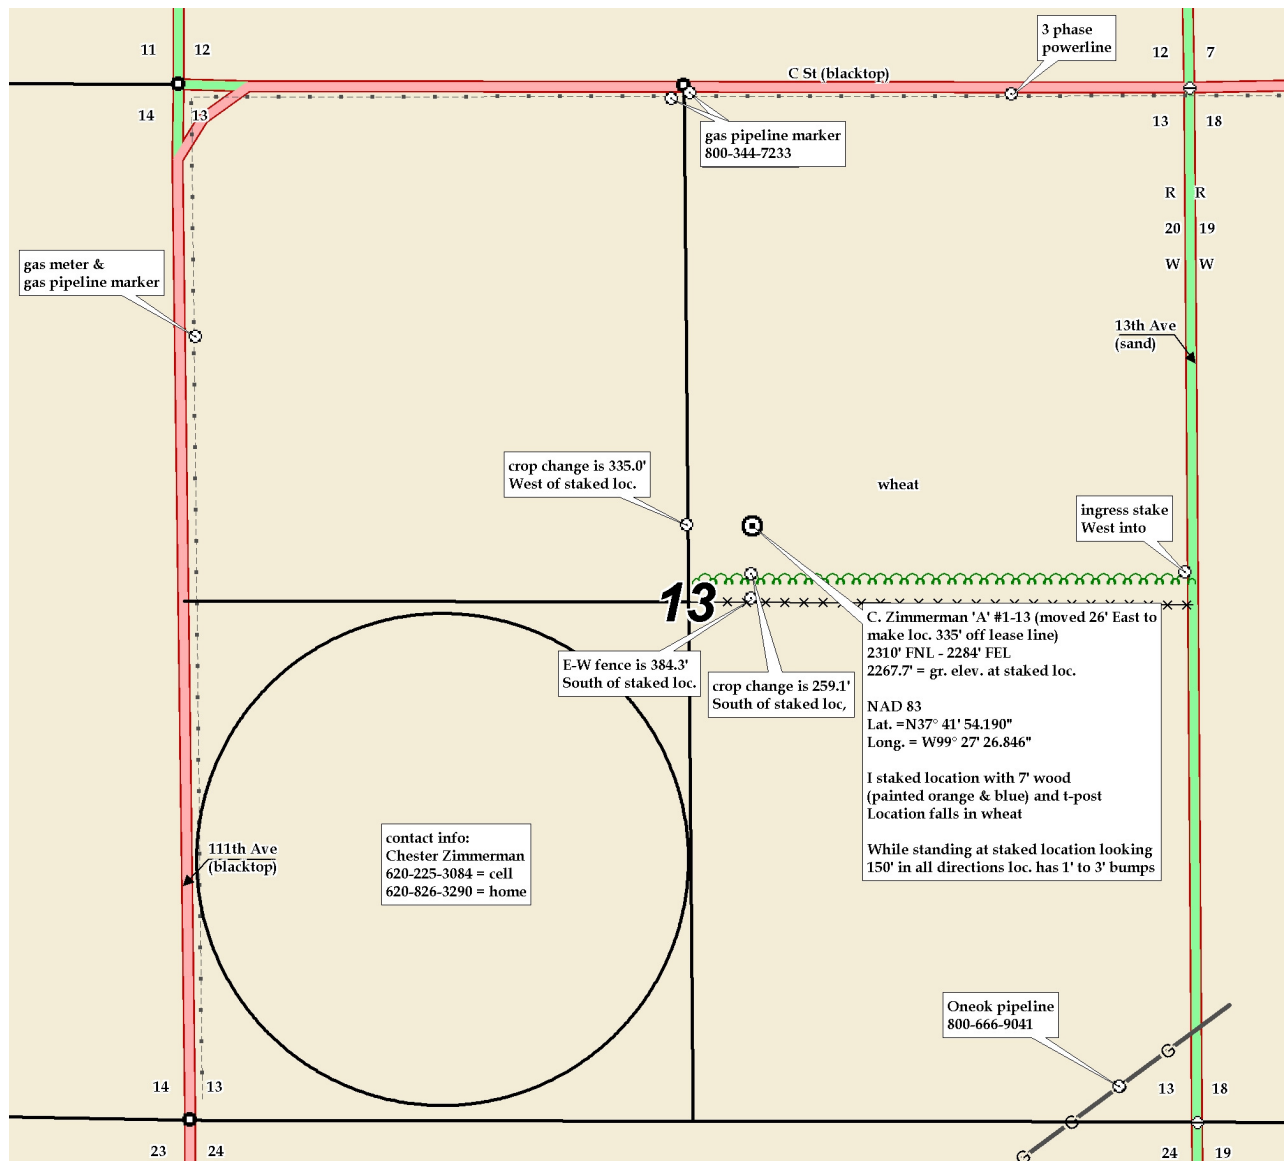 11 12
12 7
3 phase
powerline
C St (blacktop)
14 13
13 18
gas pipeline marker
800-344-7233
R R
20 19
W W
gas meter &
gas pipeline marker
13th Ave
(sand)
crop change is 335.0'
West of staked loc.
wheat
ingress stake
West into
13
E-W fence is 384.3'
South of staked loc.
crop change is 259.1'
South of staked loc,
C. Zimmerman 'A' #1-13 (moved 26' East to
make loc. 335' off lease line)
2310' FNL - 2284' FEL
2267.7' = gr. elev. at staked loc.
NAD 83
Lat. =N37° 41' 54.190"
Long. = W99° 27' 26.846"
I staked location with 7' wood
(painted orange & blue) and t-post
Location falls in wheat
While standing at staked location looking
150' in all directions loc. has 1' to 3' bumps
111th Ave
(blacktop)
contact info:
Chester Zimmerman
620-225-3084 = cell
620-826-3290 = home
Oneok pipeline
800-666-9041
G
G
G
14 13
13 18
23 24
24 19